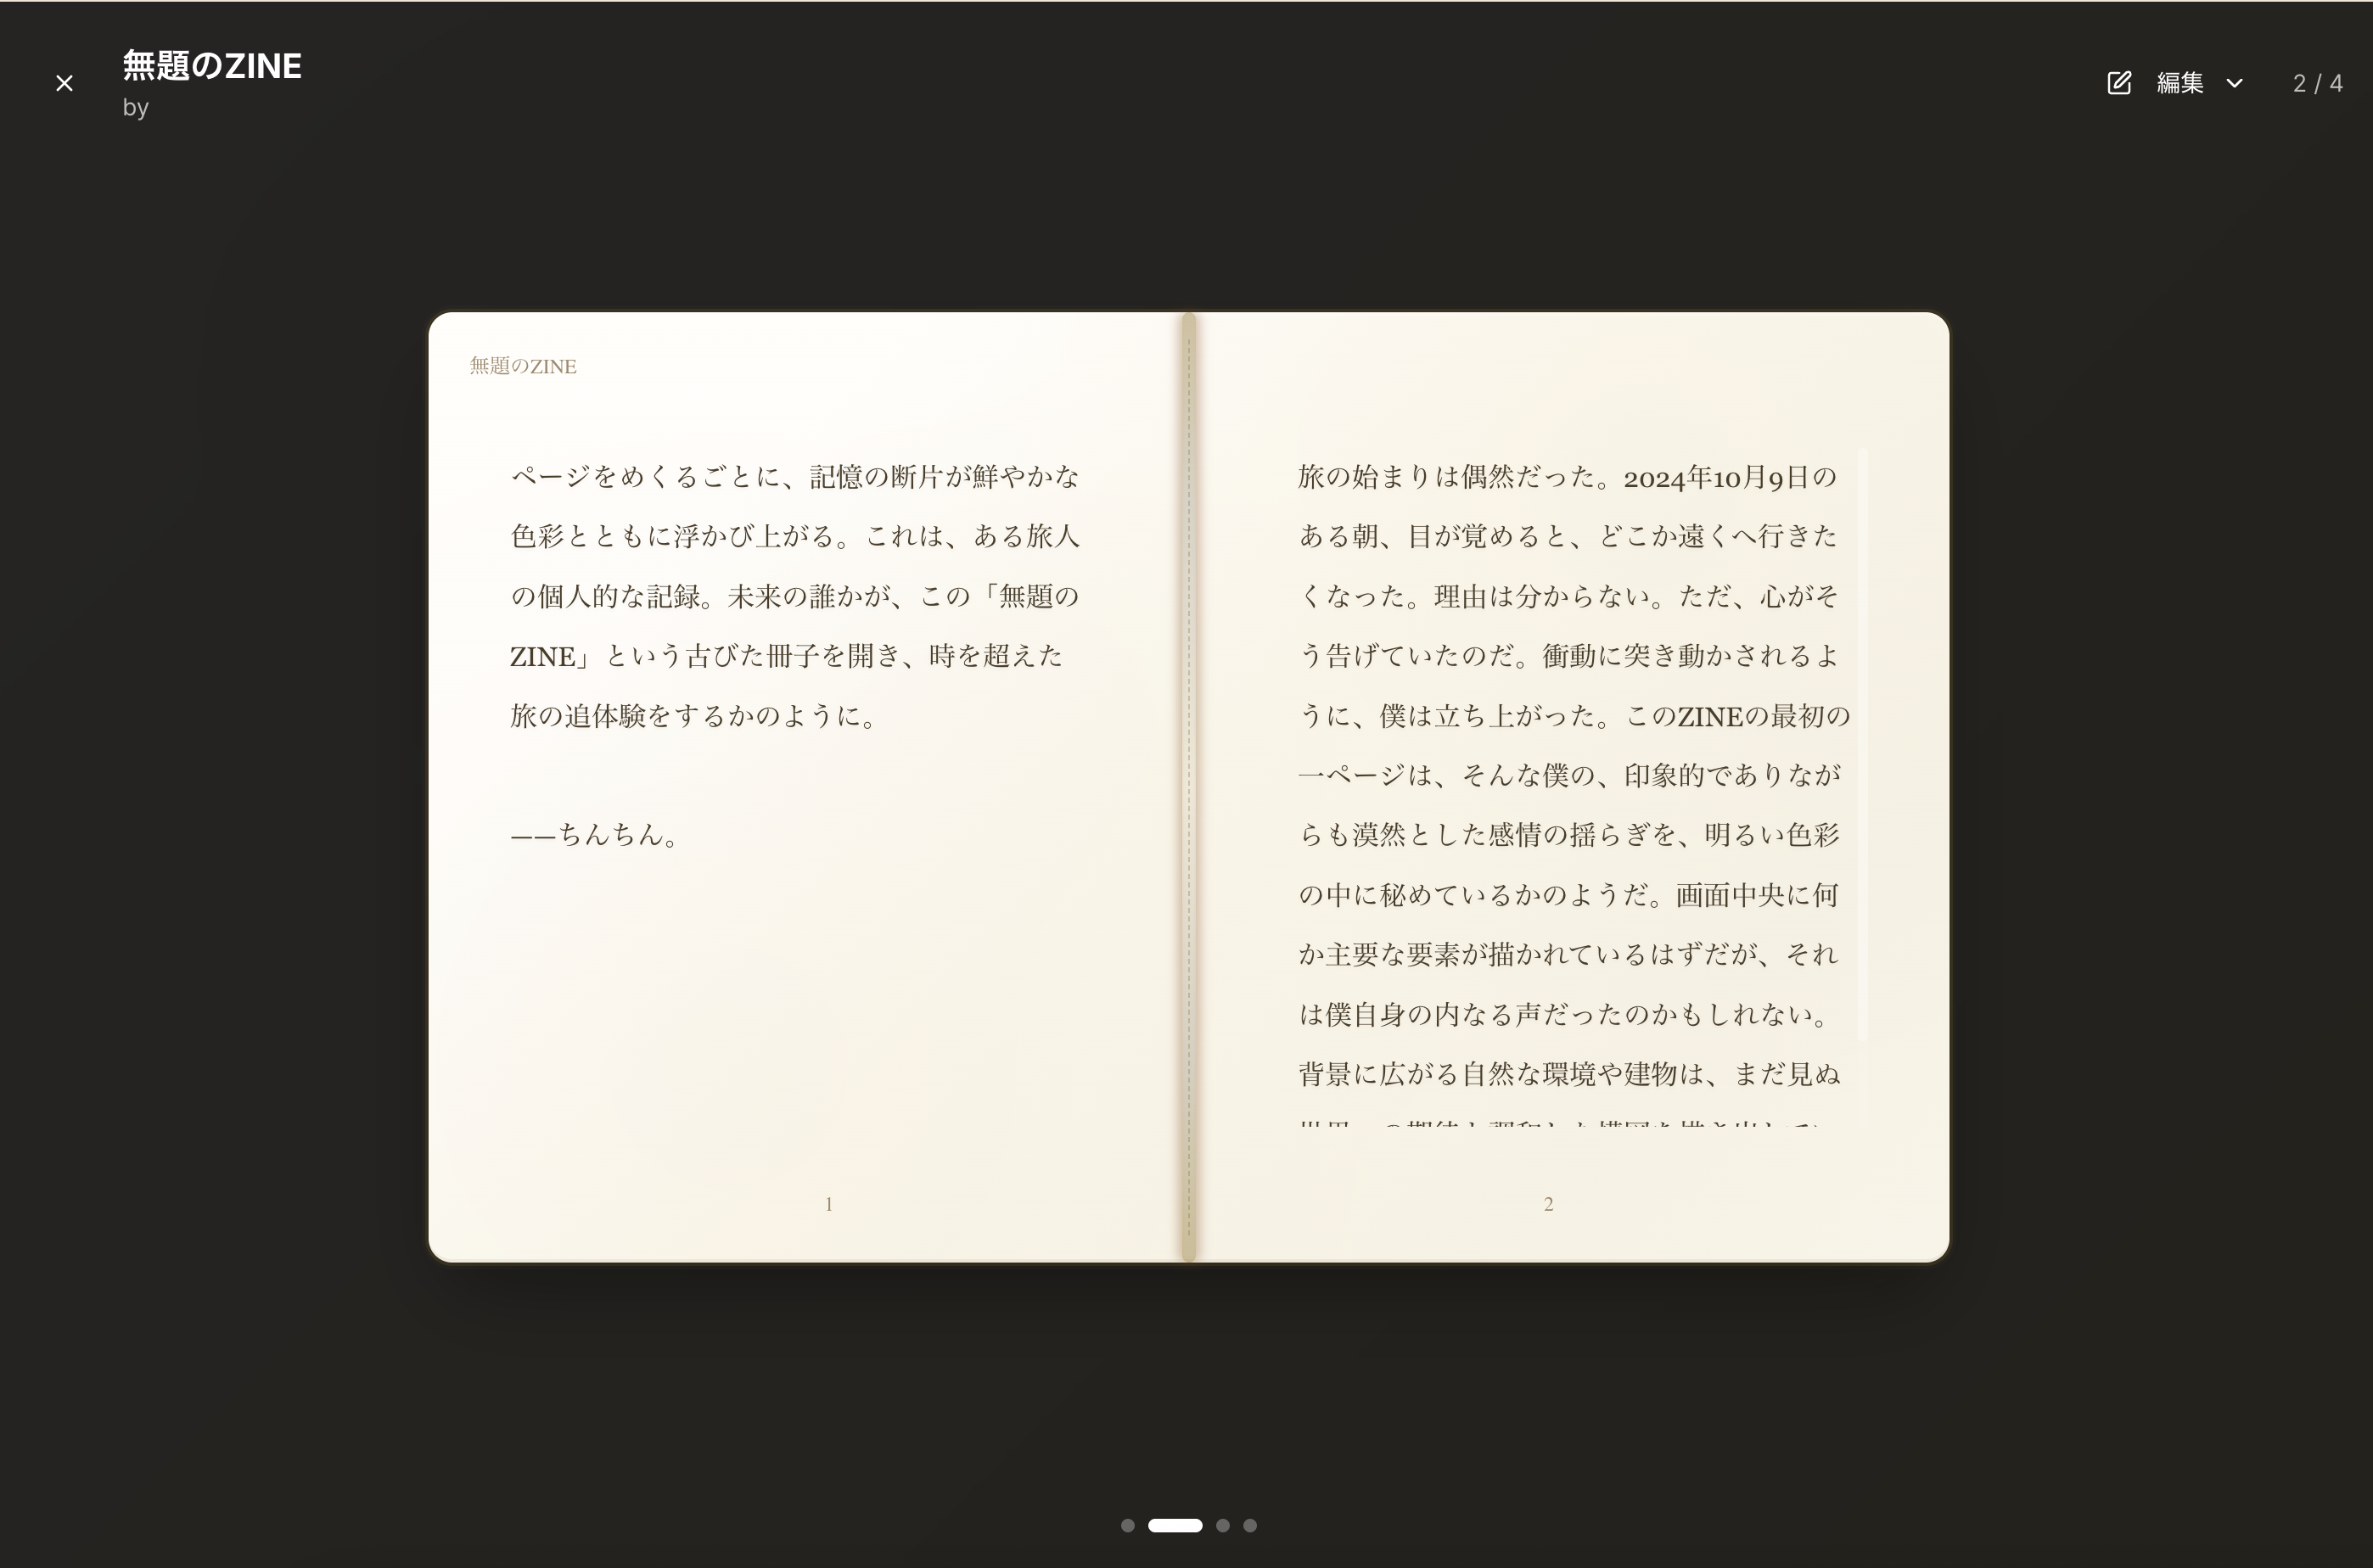 無題のZINE
by
編集
2 / 4
無題のZINE
ページをめくるごとに、記憶の断片が鮮やかな
色彩とともに浮かび上がる。これは、ある旅人
の個人的な記録。未来の誰かが、この「無題の
ZINE」という古びた冊子を開き、時を超えた
旅の追体験をするかのように。
——ちんちん。
1
旅の始まりは偶然だった。2024年10月9日の
ある朝、目が覚めると、どこか遠くへ行きた
くなった。理由は分からない。ただ、心がそ
う告げていたのだ。衝動に突き動かされるよ
うに、僕は立ち上がった。このZINEの最初の
一ページは、そんな僕の、印象的でありなが
らも漠然とした感情の揺らぎを、明るい色彩
の中に秘めているかのようだ。画面中央に何
か主要な要素が描かれているはずだが、それ
は僕自身の内なる声だったのかもしれない。
背景に広がる自然な環境や建物は、まだ見ぬ
2